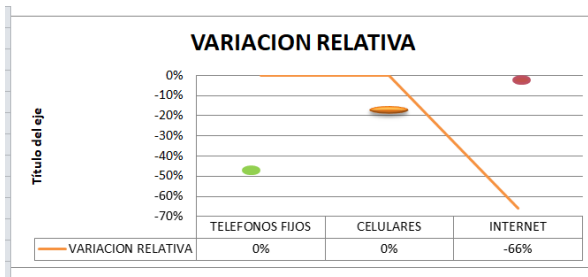 VARIACION RELATIVA
Título del eje
0%
-10%
-20%
-30%
-40%
-50%
-60%
-70%
TELEFONOS FIJOS CELULARES INTERNET
VARIACION RELATIVA 0% 0% -66%